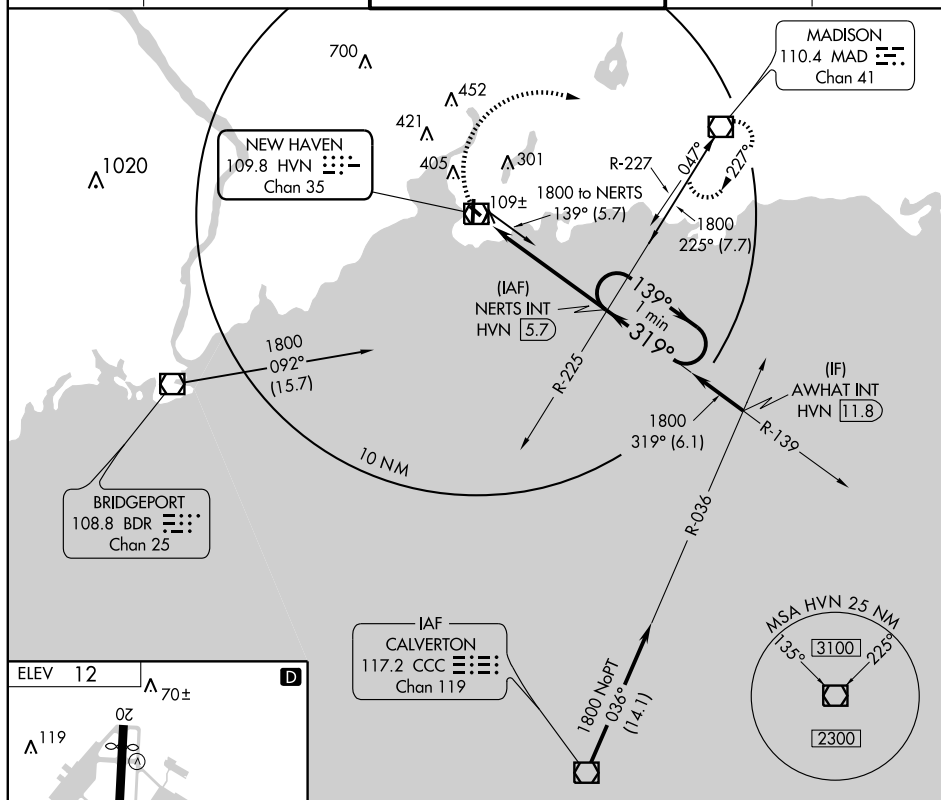 MADISON
110.4 MAD
Chan 41
700
452
421
405
301
1020
NEW HAVEN
109.8 HVN
Chan 35
109±
1800 to NERTS
139° (5.7)
R-227
047°
227°
1800
225° (7.7)
(IAF)
NERTS INT
HVN 5.7
139°
1 min
319°
R-225
1800
092°
(15.7)
(IF)
AWHAT INT
HVN 11.8
1800
319° (6.1)
R-139
10 NM
BRIDGEPORT
108.8 BDR
Chan 25
R-036
IAF
CALVERTON
117.2 CCC
Chan 119
1800 NoPT
036°
(14.1)
MSA HVN 25 NM
135°
225°
3100
2300
ELEV 12
D
70±
119
20
V